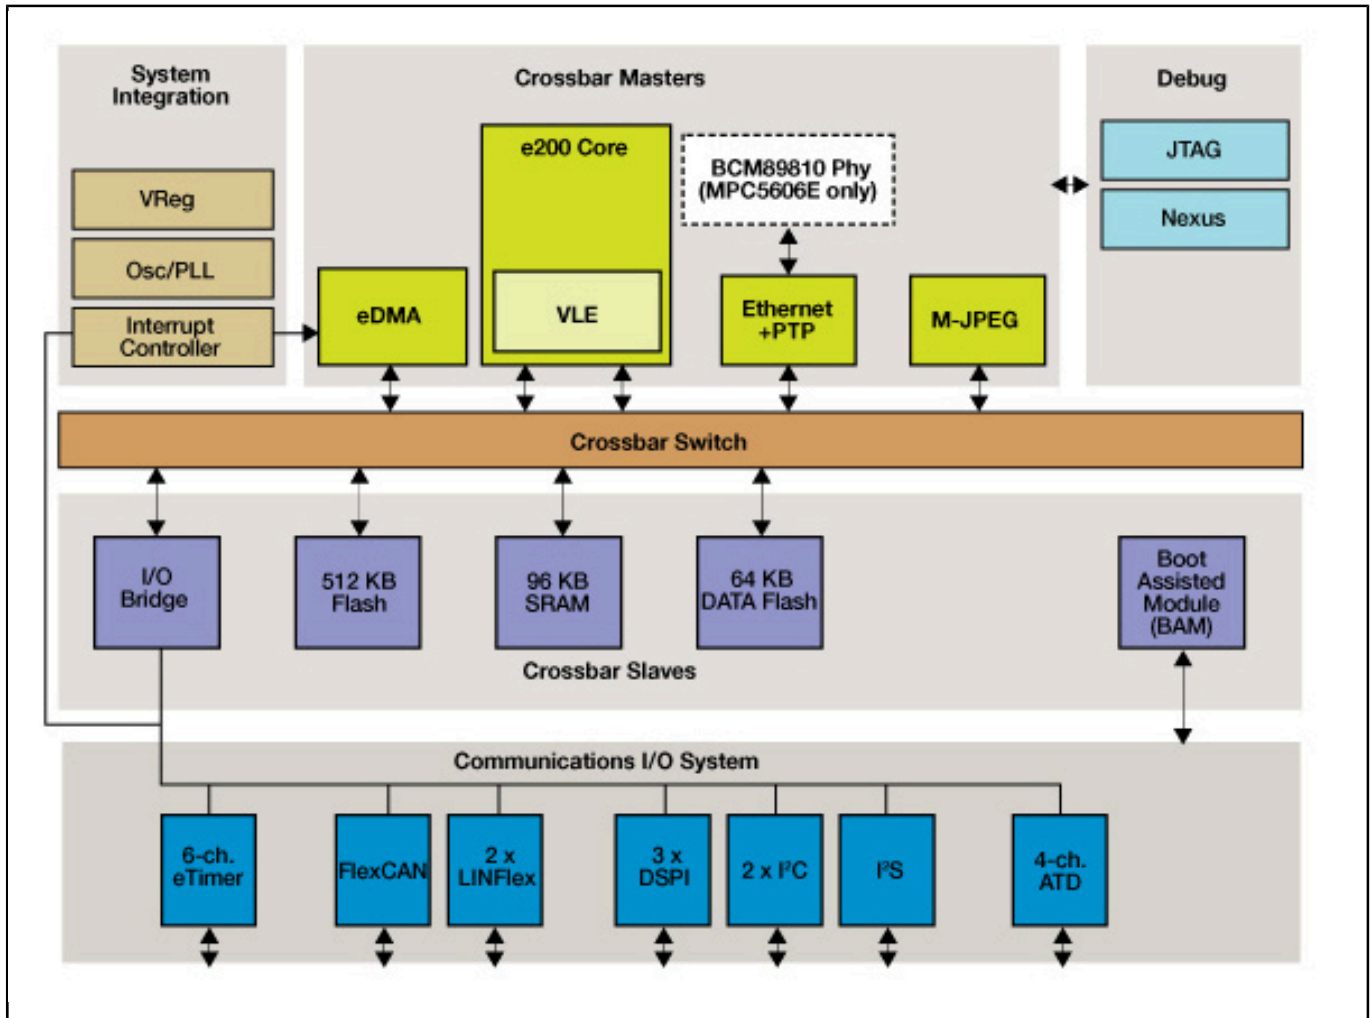 System
Integration
VReg
Osc/PLL
Interrupt
Controller
Crossbar Masters
eDMA
e200 Core
VLE
BCM89810 Phy
(MPC5606E only)
Ethernet
+PTP
M-JPEG
Debug
JTAG
Nexus
Crossbar Switch
I/O
Bridge
512 KB
Flash
96 KB
SRAM
64 KB
DATA Flash
Boot
Assisted
Module
(BAM)
Crossbar Slaves
Communications I/O System
6-ch.
eTimer
FlexCAN
2 x
LINFlex
3 x
DSPI
2 x I²C
I²S
4-ch.
ATD